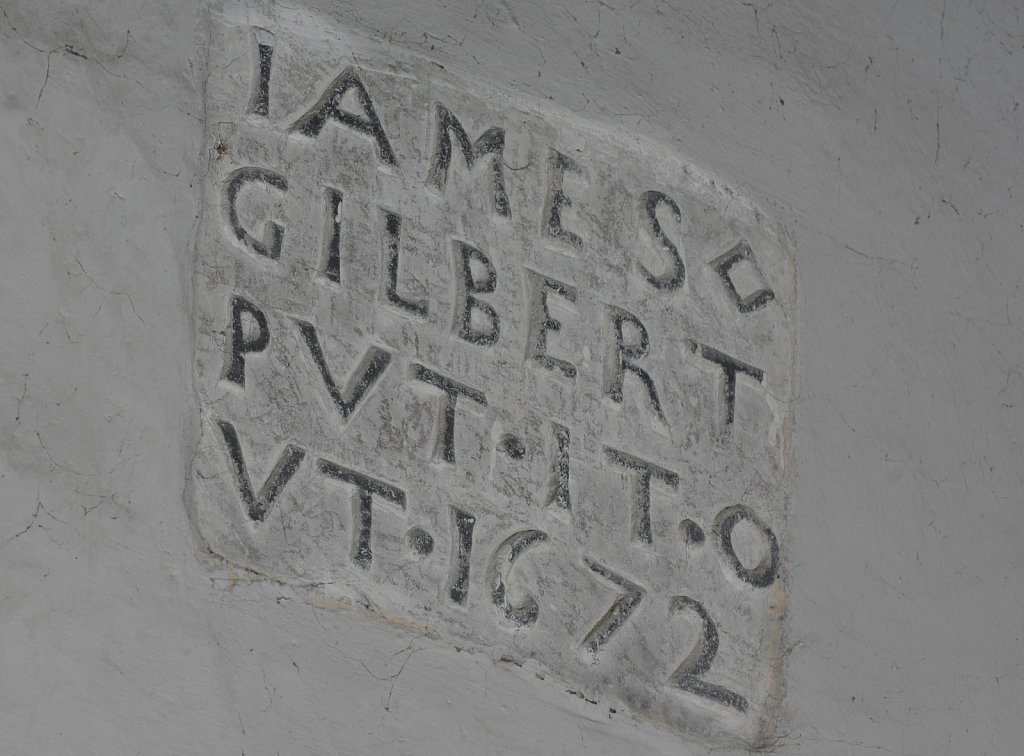 IAMES◇
GILBERT
PVT·IT·O
VT·1672